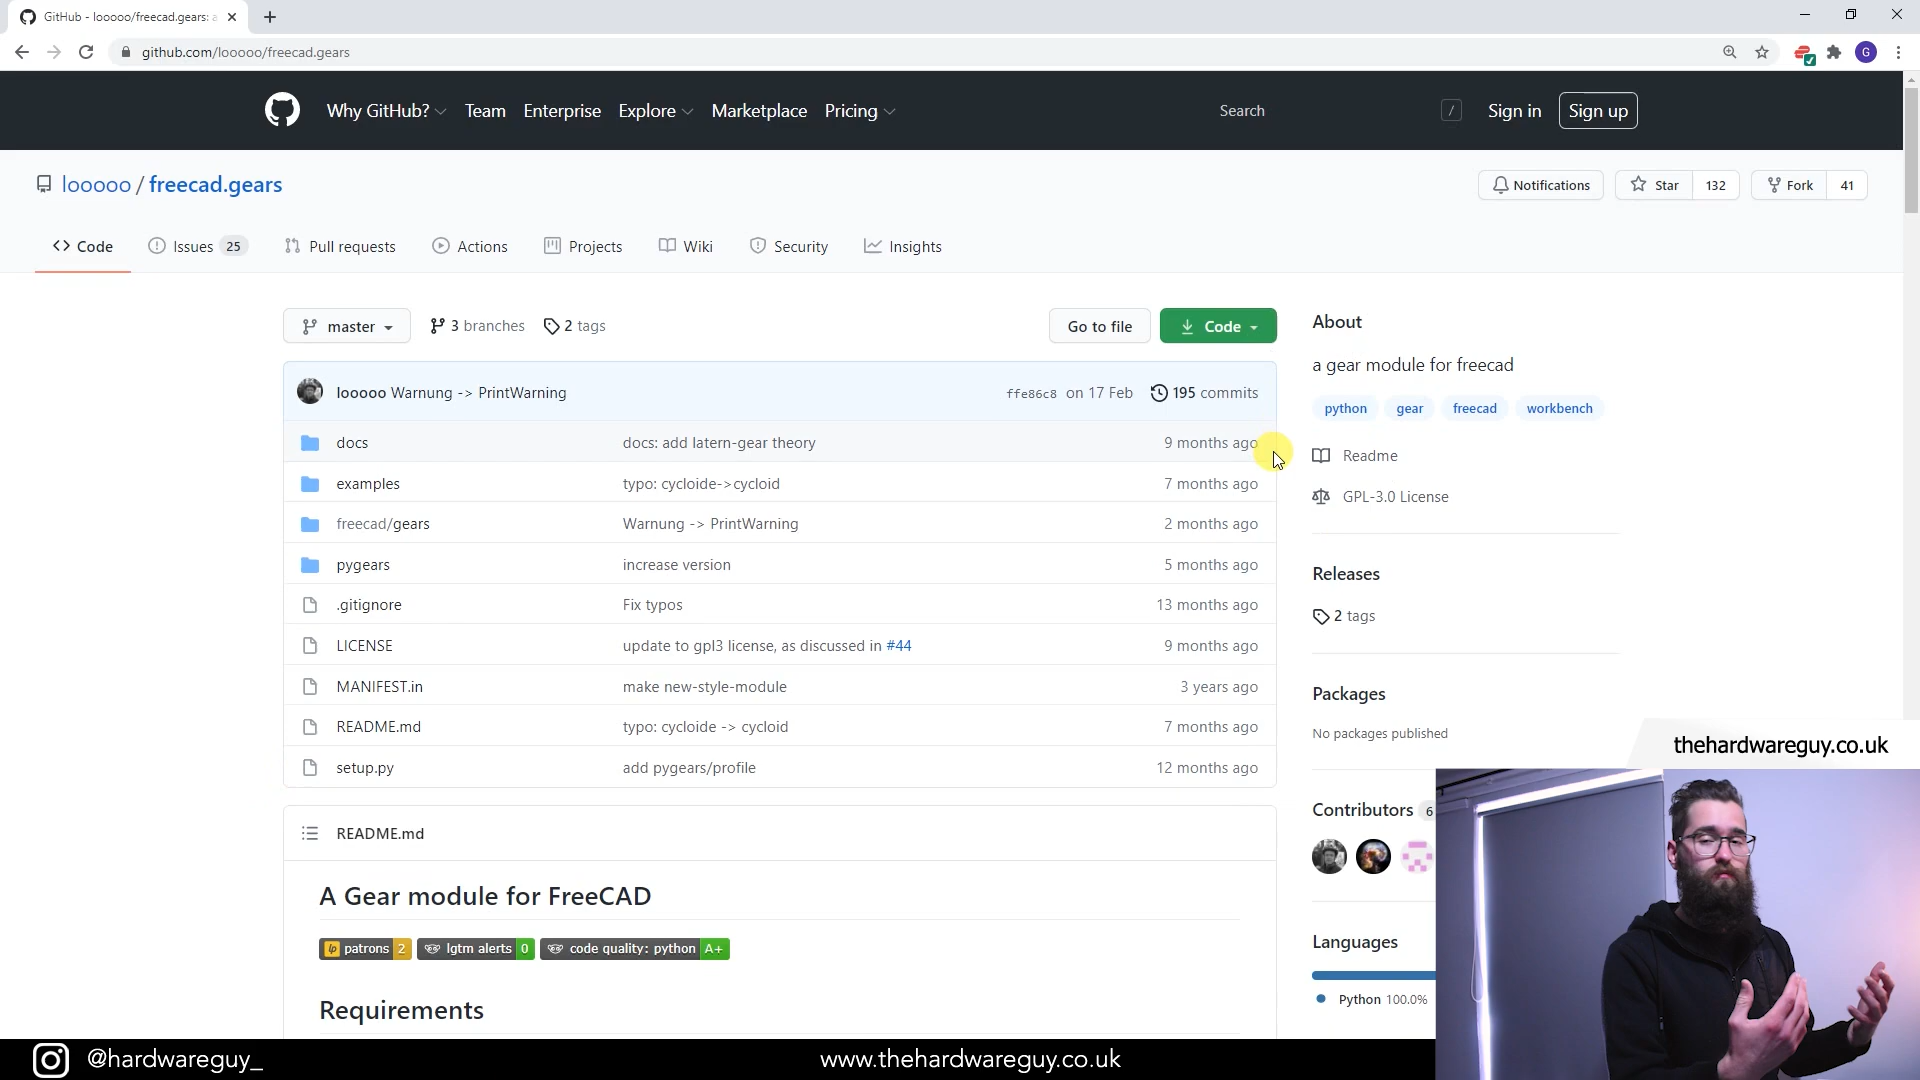 GitHub - looooo/freecad.gears: a
github.com/looooo/freecad.gears
G
Why GitHub? Team Enterprise Explore Marketplace Pricing Search / Sign in Sign up
looooo / freecad.gears
Notifications Star 132 Fork 41
Code Issues 25 Pull requests Actions Projects Wiki Security Insights
master 3 branches 2 tags Go to file Code
looooo Warnung -> PrintWarning ffe86c8 on 17 Feb 195 commits
docs docs: add latern-gear theory 9 months ago
examples typo: cycloide->cycloid 7 months ago
freecad/gears Warnung -> PrintWarning 2 months ago
pygears increase version 5 months ago
.gitignore Fix typos 13 months ago
LICENSE update to gpl3 license, as discussed in #44 9 months ago
MANIFEST.in make new-style-module 3 years ago
README.md typo: cycloide -> cycloid 7 months ago
setup.py add pygears/profile 12 months ago
README.md
A Gear module for FreeCAD
lp patrons 2 lgtm alerts 0 code quality: python A+
Requirements
About
a gear module for freecad
python gear freecad workbench
Readme
GPL-3.0 License
Releases
2 tags
Packages
No packages published
Contributors 6
Languages
Python 100.0%
thehardwareguy.co.uk
@hardwareguy_ www.thehardwareguy.co.uk